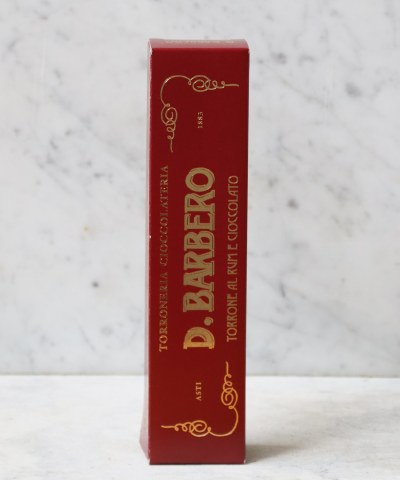 TORRONERIA CIOCCOLATERIA
ASTI
1883
D. BARBERO
TORRONE AL RUM E CIOCCOLATO